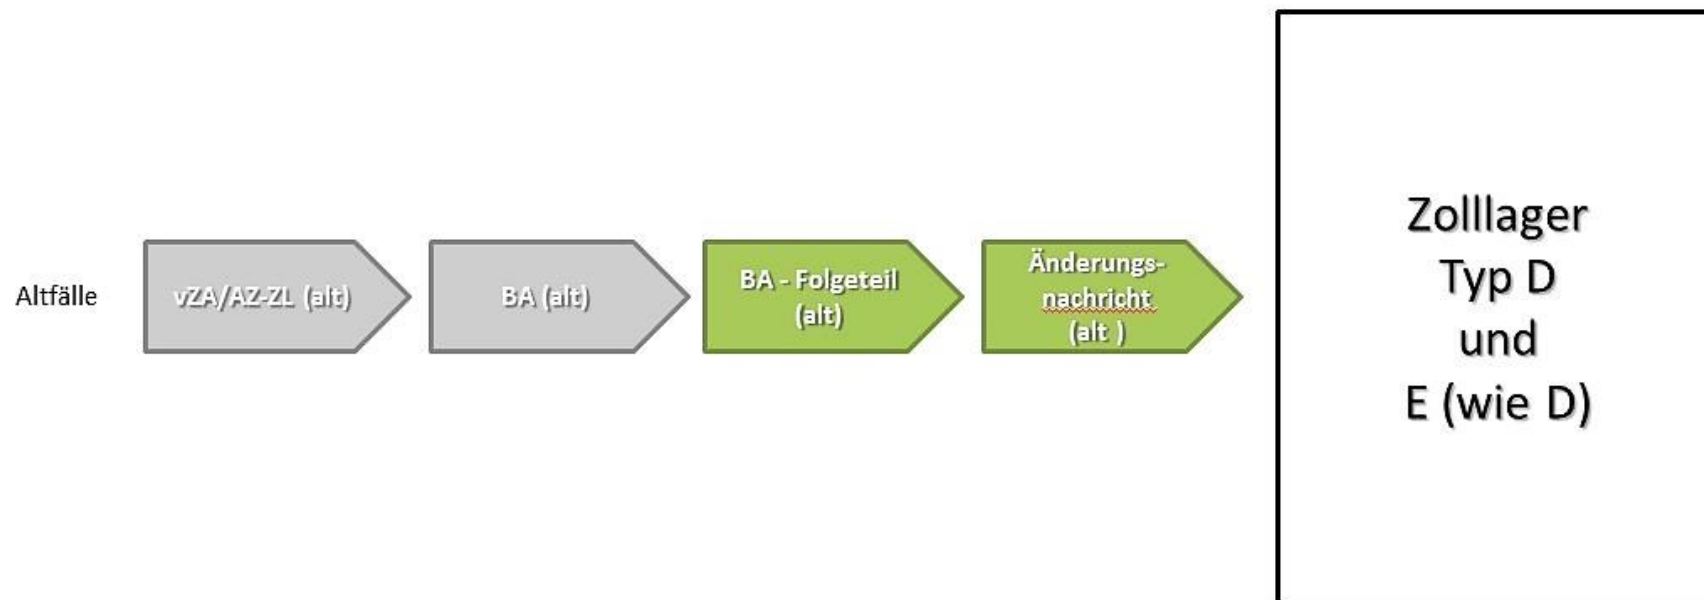 Altfälle
vZA/AZ-ZL (alt)
BA (alt)
BA - Folgeteil
(alt)
Änderungs-
nachricht
(alt )
Zolllager
Typ D
und
E (wie D)